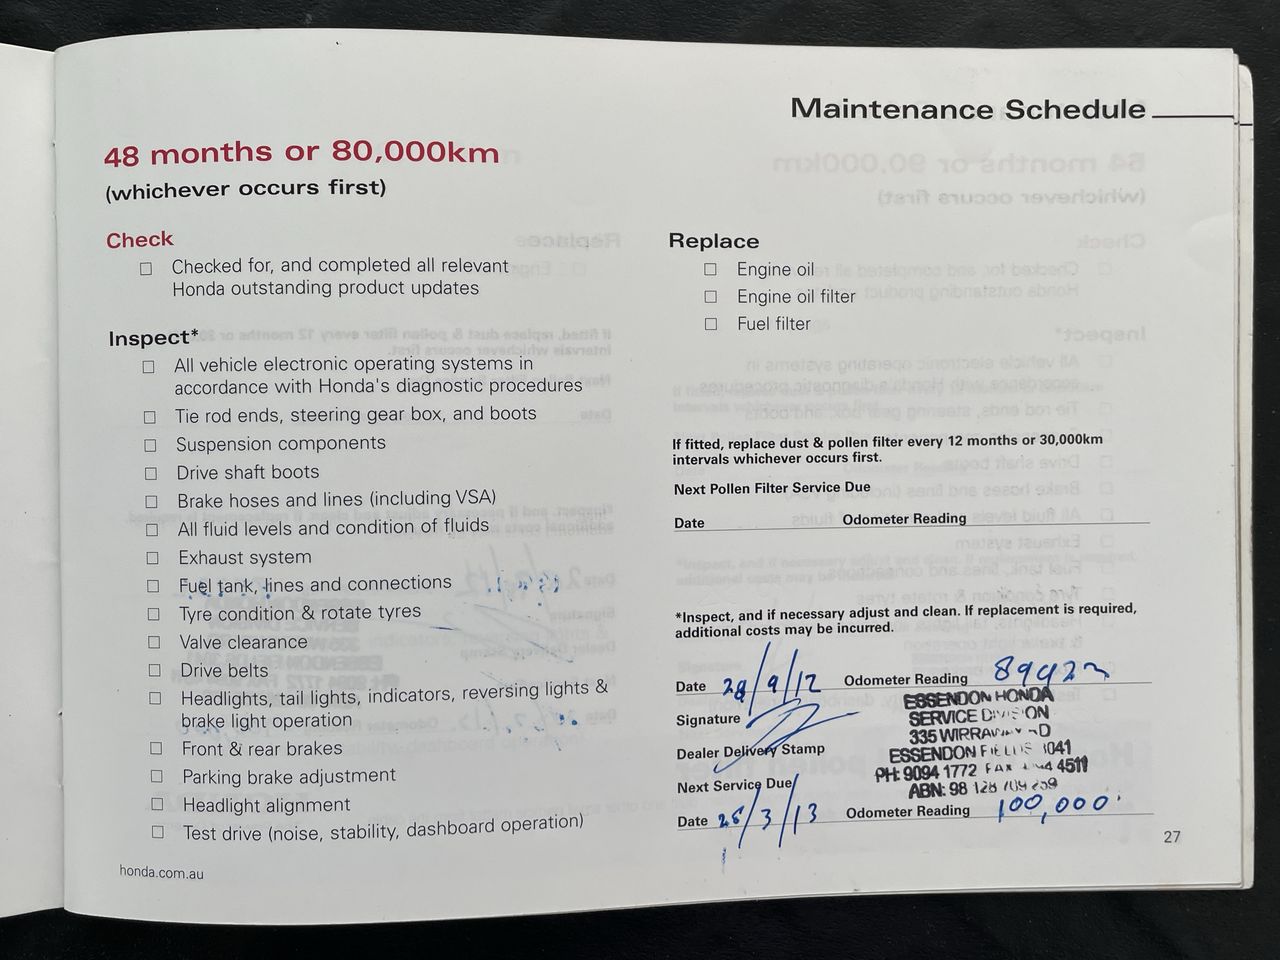 Maintenance Schedule
48 months or 80,000km
(whichever occurs first)
Check
Checked for, and completed all relevant
Honda outstanding product updates
Inspect*
All vehicle electronic operating systems in
accordance with Honda's diagnostic procedures
Tie rod ends, steering gear box, and boots
Suspension components
Drive shaft boots
Brake hoses and lines (including VSA)
All fluid levels and condition of fluids
Exhaust system
Fuel tank, lines and connections
Tyre condition & rotate tyres
Valve clearance
Drive belts
Headlights, tail lights, indicators, reversing lights &
brake light operation
Front & rear brakes
Parking brake adjustment
Headlight alignment
Test drive (noise, stability, dashboard operation)
honda.com.au
Replace
Engine oil
Engine oil filter
Fuel filter
If fitted, replace dust & pollen filter every 12 months or 30,000km
intervals whichever occurs first.
Next Pollen Filter Service Due
Date Odometer Reading
*Inspect, and if necessary adjust and clean. If replacement is required,
additional costs may be incurred.
Date 28/9/12 Odometer Reading
Signature
Dealer Delivery Stamp
ESSENDON HONDA
SERVICE DIVISION
335
ESSENDON FIELDS 3041
PH: 9094 1772 FAX 4511
ABN: 98
Next Service Due
Date /3/13 Odometer Reading 100,000
27